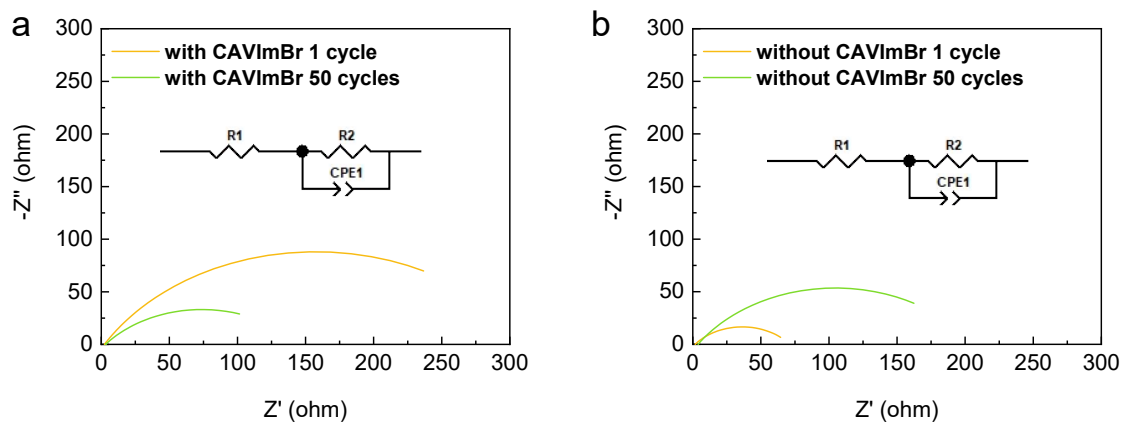 a
300
250
200
150
100
50
0
-Z'' (ohm)
with CAVImBr 1 cycle
with CAVImBr 50 cycles
R1
R2
CPE1
0 50 100 150 200 250 300
Z' (ohm)
b
300
250
200
150
100
50
0
-Z'' (ohm)
without CAVImBr 1 cycle
without CAVImBr 50 cycles
R1
R2
CPE1
0 50 100 150 200 250 300
Z' (ohm)